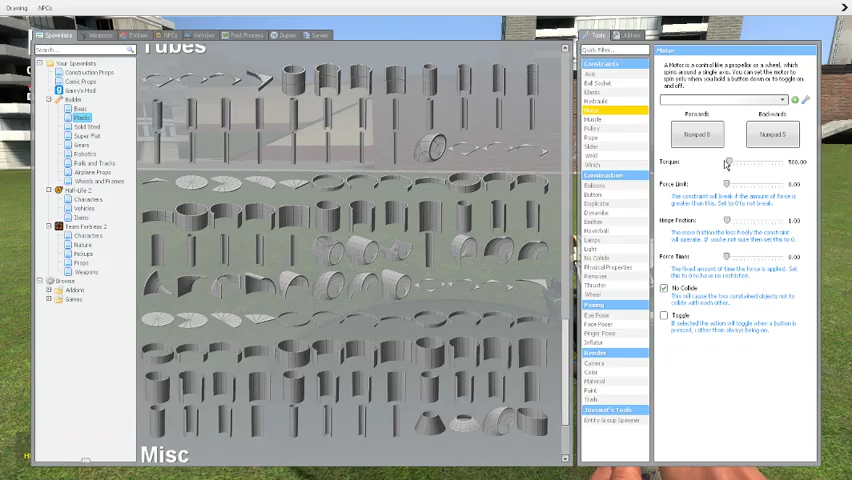 Drawing NPCs
Spawnlists Weapons Entities NPCs Vehicles Post Process Dupes Saves
Tools Utilities
Search...
Quick Filter...
Motor
Your Spawnlists
Construction Props
Comic Props
Garry's Mod
Builder
Basic
Plastic
Solid Steel
Super Flat
Gears
Robotics
Rails and Tracks
Airplane Props
Wheels and Frames
Half-Life 2
Characters
Vehicles
Items
Team Fortress 2
Characters
Nature
Pickups
Props
Weapons
Browse
Addons
Games
Tubes
Misc
Constraints
Axis
Ball Socket
Elastic
Hydraulic
Motor
Muscle
Pulley
Rope
Slider
Weld
Winch
Construction
Balloons
Button
Duplicator
Dynamite
Emitter
Hoverball
Lamps
Light
No Collide
Physical Properties
Remover
Thruster
Wheel
Posing
Eye Poser
Face Poser
Finger Poser
Inflator
Render
Camera
Color
Material
Paint
Trails
Entity Group Spawner
A Motor is a control like a propeller or a wheel, which
spins around a single axis. You can set the motor to
spin only when you hold a button down or to toggle on
and off.
Forwards Backwards
Numpad 8 Numpad 5
Torque: 500.00
Force Limit: 0.00
The constraint will break if the amount of force is
greater than this. Set to 0 to not break.
Hinge Friction: 1.00
The more friction the less freely the constraint
will operate. If you're not sure then set this to 0.
Force Time: 0.00
The fixed amount of time the force is applied. Set
this to 0 to have no restriction.
No Collide
This will cause the two constrained objects not to
collide with each other.
Toggle
If selected the action will toggle when a button is
pressed, rather than always being on.